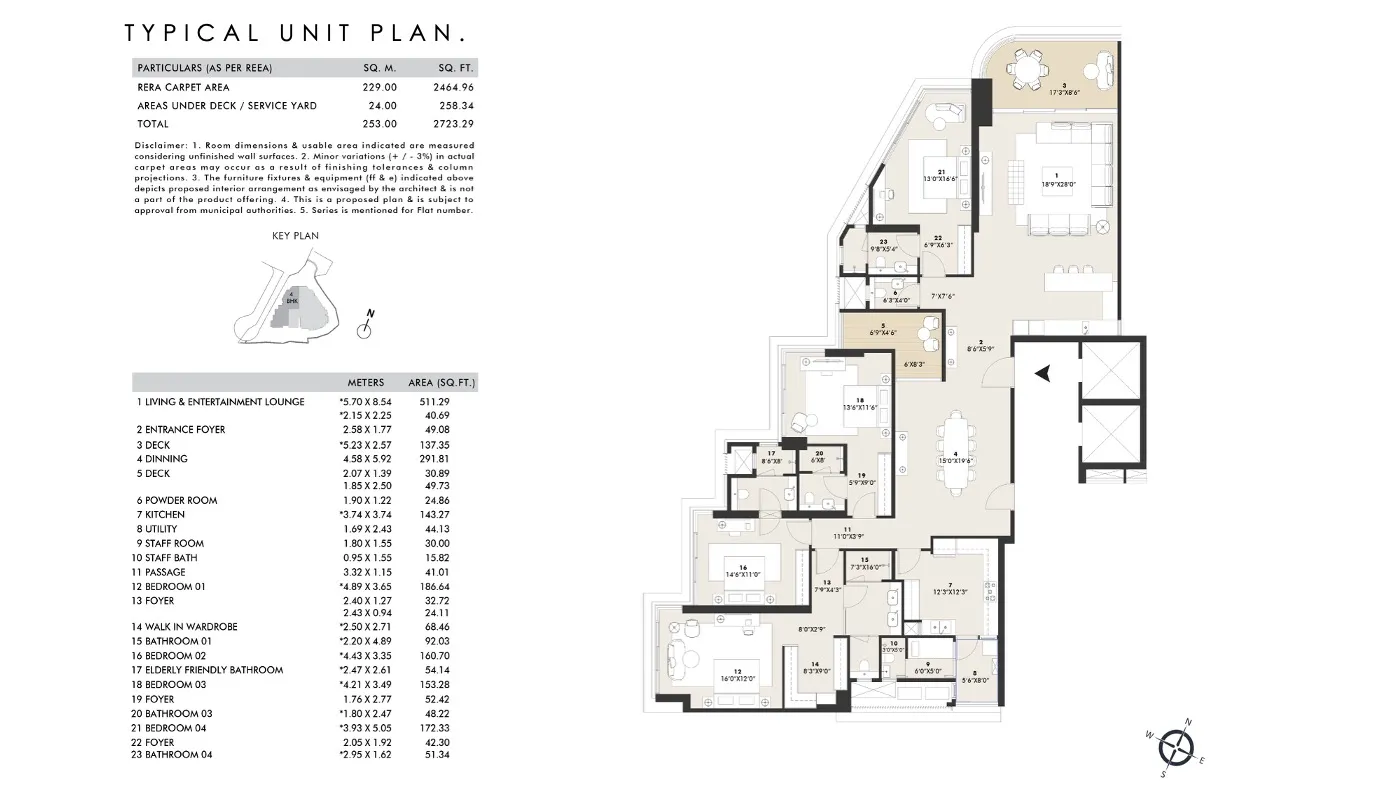 TYPICAL UNIT PLAN.
PARTICULARS (AS PER REEA) SQ. M. SQ. FT.
RERA CARPET AREA 229.00 2464.96
AREAS UNDER DECK / SERVICE YARD 24.00 258.34
TOTAL 253.00 2723.29
Disclaimer: 1. Room dimensions & usable area indicated are measured
considering unfinished wall surfaces. 2. Minor variations (+ / - 3%) in actual
carpet areas may occur as a result of finishing tolerances & column
projections. 3. The furniture fixtures & equipment (ff & e) indicated above
depicts proposed interior arrangement as envisaged by the architect & is not
a part of the product offering. 4. This is a proposed plan & is subject to
approval from municipal authorities. 5. Series is mentioned for Flat number.
KEY PLAN
4
BHK
N
METERS AREA (SQ.FT.)
1 LIVING & ENTERTAINMENT LOUNGE *5.70 X 8.54 511.29
*2.15 X 2.25 40.69
2 ENTRANCE FOYER 2.58 X 1.77 49.08
3 DECK *5.23 X 2.57 137.35
4 DINNING 4.58 X 5.92 291.81
5 DECK 2.07 X 1.39 30.89
1.85 X 2.50 49.73
6 POWDER ROOM 1.90 X 1.22 24.86
7 KITCHEN *3.74 X 3.74 143.27
8 UTILITY 1.69 X 2.43 44.13
9 STAFF ROOM 1.80 X 1.55 30.00
10 STAFF BATH 0.95 X 1.55 15.82
11 PASSAGE 3.32 X 1.15 41.01
12 BEDROOM 01 *4.89 X 3.65 186.64
13 FOYER 2.40 X 1.27 32.72
2.43 X 0.94 24.11
14 WALK IN WARDROBE *2.50 X 2.71 68.46
15 BATHROOM 01 *2.20 X 4.89 92.03
16 BEDROOM 02 *4.43 X 3.35 160.70
17 ELDERLY FRIENDLY BATHROOM *2.47 X 2.61 54.14
18 BEDROOM 03 *4.21 X 3.49 153.28
19 FOYER 1.76 X 2.77 52.42
20 BATHROOM 03 *1.80 X 2.47 48.22
21 BEDROOM 04 *3.93 X 5.05 172.33
22 FOYER 2.05 X 1.92 42.30
23 BATHROOM 04 *2.95 X 1.62 51.34
3
17'3"X8'6"
21
13'0"X16'6"
1
18'9"X28'0"
23
9'8"X5'4"
22
6'9"X6'3"
6
6'3"X4'0"
7'X7'6"
5
6'9"X4'6"
2
8'6"X5'9"
6'X8'3"
18
13'6"X11'6"
17
8'6"X8'
20
6'X8'
4
15'0"X19'6"
19
5'9"X9'0"
11
11'0"X3'9"
16
14'6"X11'0"
15
7'3"X16'0"
13
7'9"X4'3"
7
12'3"X12'3"
8'0"X2'9"
10
3'0"X5'0"
12
16'0"X12'0"
14
8'3"X9'0"
9
6'0"X5'0"
8
5'6"X8'0"
N
W
E
S